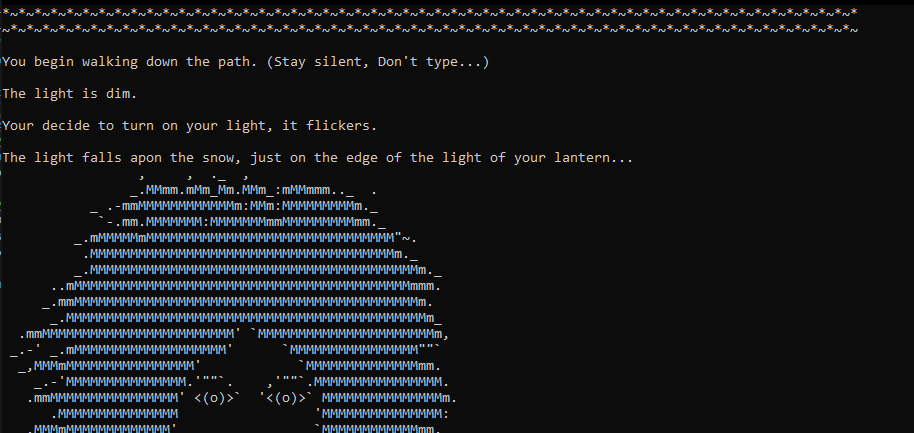 *~*~*~*~*~*~*~*~*~*~*~*~*~*~*~*~*~*~*~*~*~*~*~*~*~*~*~*~*~*~*~*~*~*~*~*~*~*~*~*~*~*~*~*~*~*~*~*~*~*~*~*~*~*
~*~*~*~*~*~*~*~*~*~*~*~*~*~*~*~*~*~*~*~*~*~*~*~*~*~*~*~*~*~*~*~*~*~*~*~*~*~*~*~*~*~*~*~*~*~*~*~*~*~*~*~*~*~
You begin walking down the path. (Stay silent, Don't type...)
The light is dim.
Your decide to turn on your light, it flickers.
The light falls apon the snow, just on the edge of the light of your lantern...